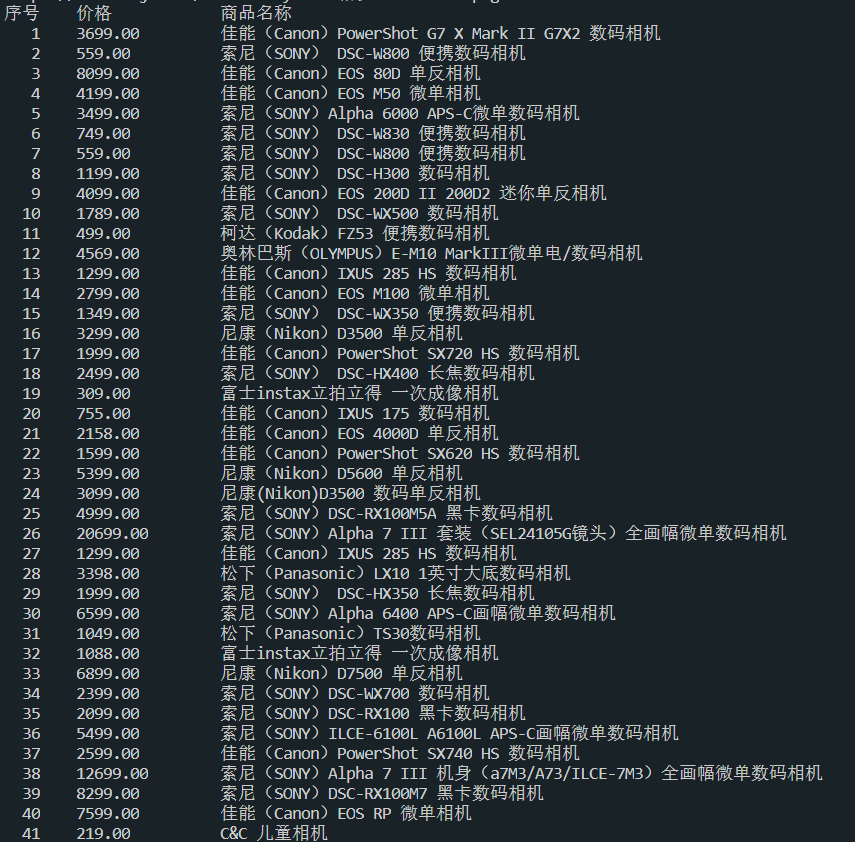 序号 价格 商品名称
1 3699.00 佳能（Canon）PowerShot G7 X Mark II G7X2 数码相机
2 559.00 索尼（SONY） DSC-W800 便携数码相机
3 8099.00 佳能（Canon）EOS 80D 单反相机
4 4199.00 佳能（Canon）EOS M50 微单相机
5 3499.00 索尼（SONY）Alpha 6000 APS-C微单数码相机
6 749.00 索尼（SONY） DSC-W830 便携数码相机
7 559.00 索尼（SONY） DSC-W800 便携数码相机
8 1199.00 索尼（SONY） DSC-H300 数码相机
9 4099.00 佳能（Canon）EOS 200D II 200D2 迷你单反相机
10 1789.00 索尼（SONY） DSC-WX500 数码相机
11 499.00 柯达（Kodak）FZ53 便携数码相机
12 4569.00 奥林巴斯（OLYMPUS）E-M10 MarkIII微单电/数码相机
13 1299.00 佳能（Canon）IXUS 285 HS 数码相机
14 2799.00 佳能（Canon）EOS M100 微单相机
15 1349.00 索尼（SONY） DSC-WX350 便携数码相机
16 3299.00 尼康（Nikon）D3500 单反相机
17 1999.00 佳能（Canon）PowerShot SX720 HS 数码相机
18 2499.00 索尼（SONY） DSC-HX400 长焦数码相机
19 309.00 富士instax立拍立得 一次成像相机
20 755.00 佳能（Canon）IXUS 175 数码相机
21 2158.00 佳能（Canon）EOS 4000D 单反相机
22 1599.00 佳能（Canon）PowerShot SX620 HS 数码相机
23 5399.00 尼康（Nikon）D5600 单反相机
24 3099.00 尼康(Nikon)D3500 数码单反相机
25 4999.00 索尼（SONY）DSC-RX100M5A 黑卡数码相机
26 20699.00 索尼（SONY）Alpha 7 III 套装（SEL24105G镜头）全画幅微单数码相机
27 1299.00 佳能（Canon）IXUS 285 HS 数码相机
28 3398.00 松下（Panasonic）LX10 1英寸大底数码相机
29 1999.00 索尼（SONY） DSC-HX350 长焦数码相机
30 6599.00 索尼（SONY）Alpha 6400 APS-C画幅微单数码相机
31 1049.00 松下（Panasonic）TS30数码相机
32 1088.00 富士instax立拍立得 一次成像相机
33 6899.00 尼康（Nikon）D7500 单反相机
34 2399.00 索尼（SONY）DSC-WX700 数码相机
35 2099.00 索尼（SONY）DSC-RX100 黑卡数码相机
36 5499.00 索尼（SONY）ILCE-6100L A6100L APS-C画幅微单数码相机
37 2599.00 佳能（Canon）PowerShot SX740 HS 数码相机
38 12699.00 索尼（SONY）Alpha 7 III 机身（a7M3/A73/ILCE-7M3）全画幅微单数码相机
39 8299.00 索尼（SONY）DSC-RX100M7 黑卡数码相机
40 7599.00 佳能（Canon）EOS RP 微单相机
41 219.00 C&C 儿童相机